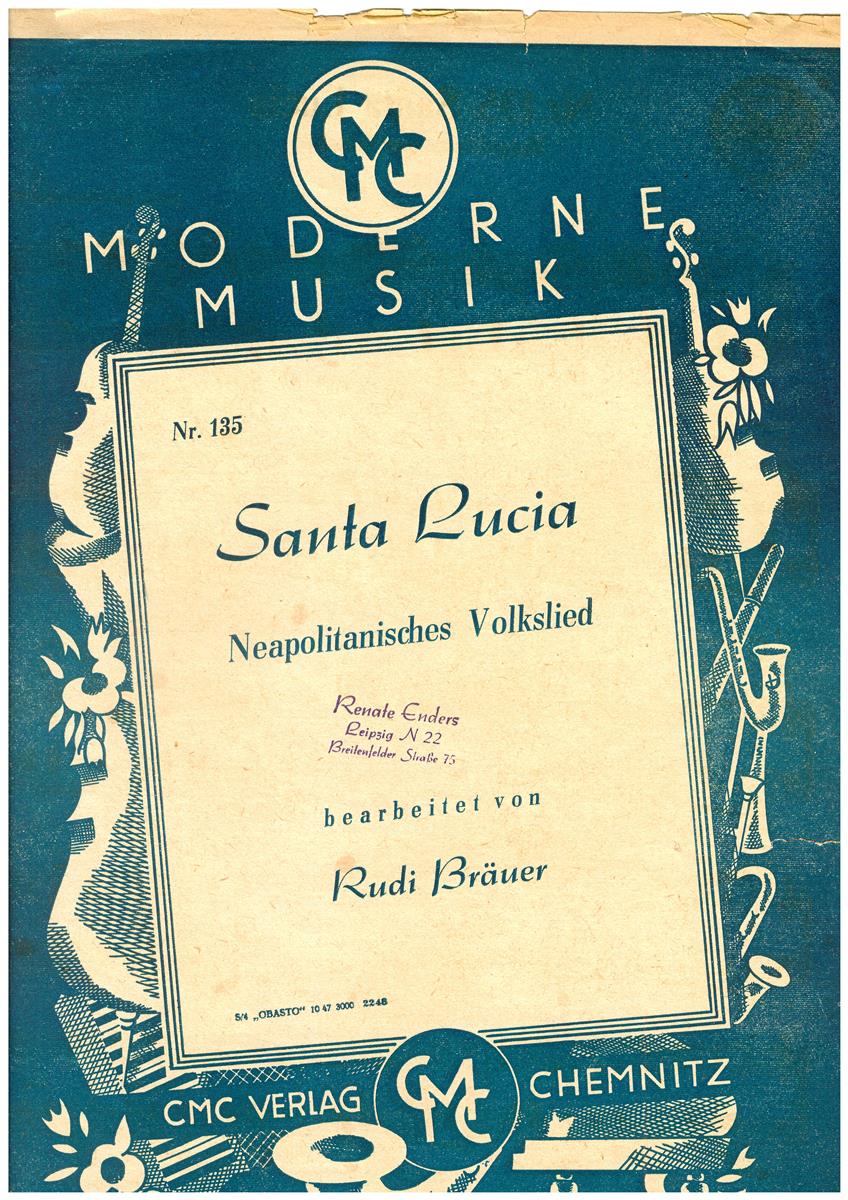 CMC
MODERNE
MUSIK
Nr. 135
Santa Lucia
Neapolitanisches Volkslied
Renate Enders
Leipzig N 22
Breitenfelder Straße 75
bearbeitet von
Rudi Bräuer
S/4 „OBASTO“ 10 47 3000 2248
CMC VERLAG CMC CHEMNITZ